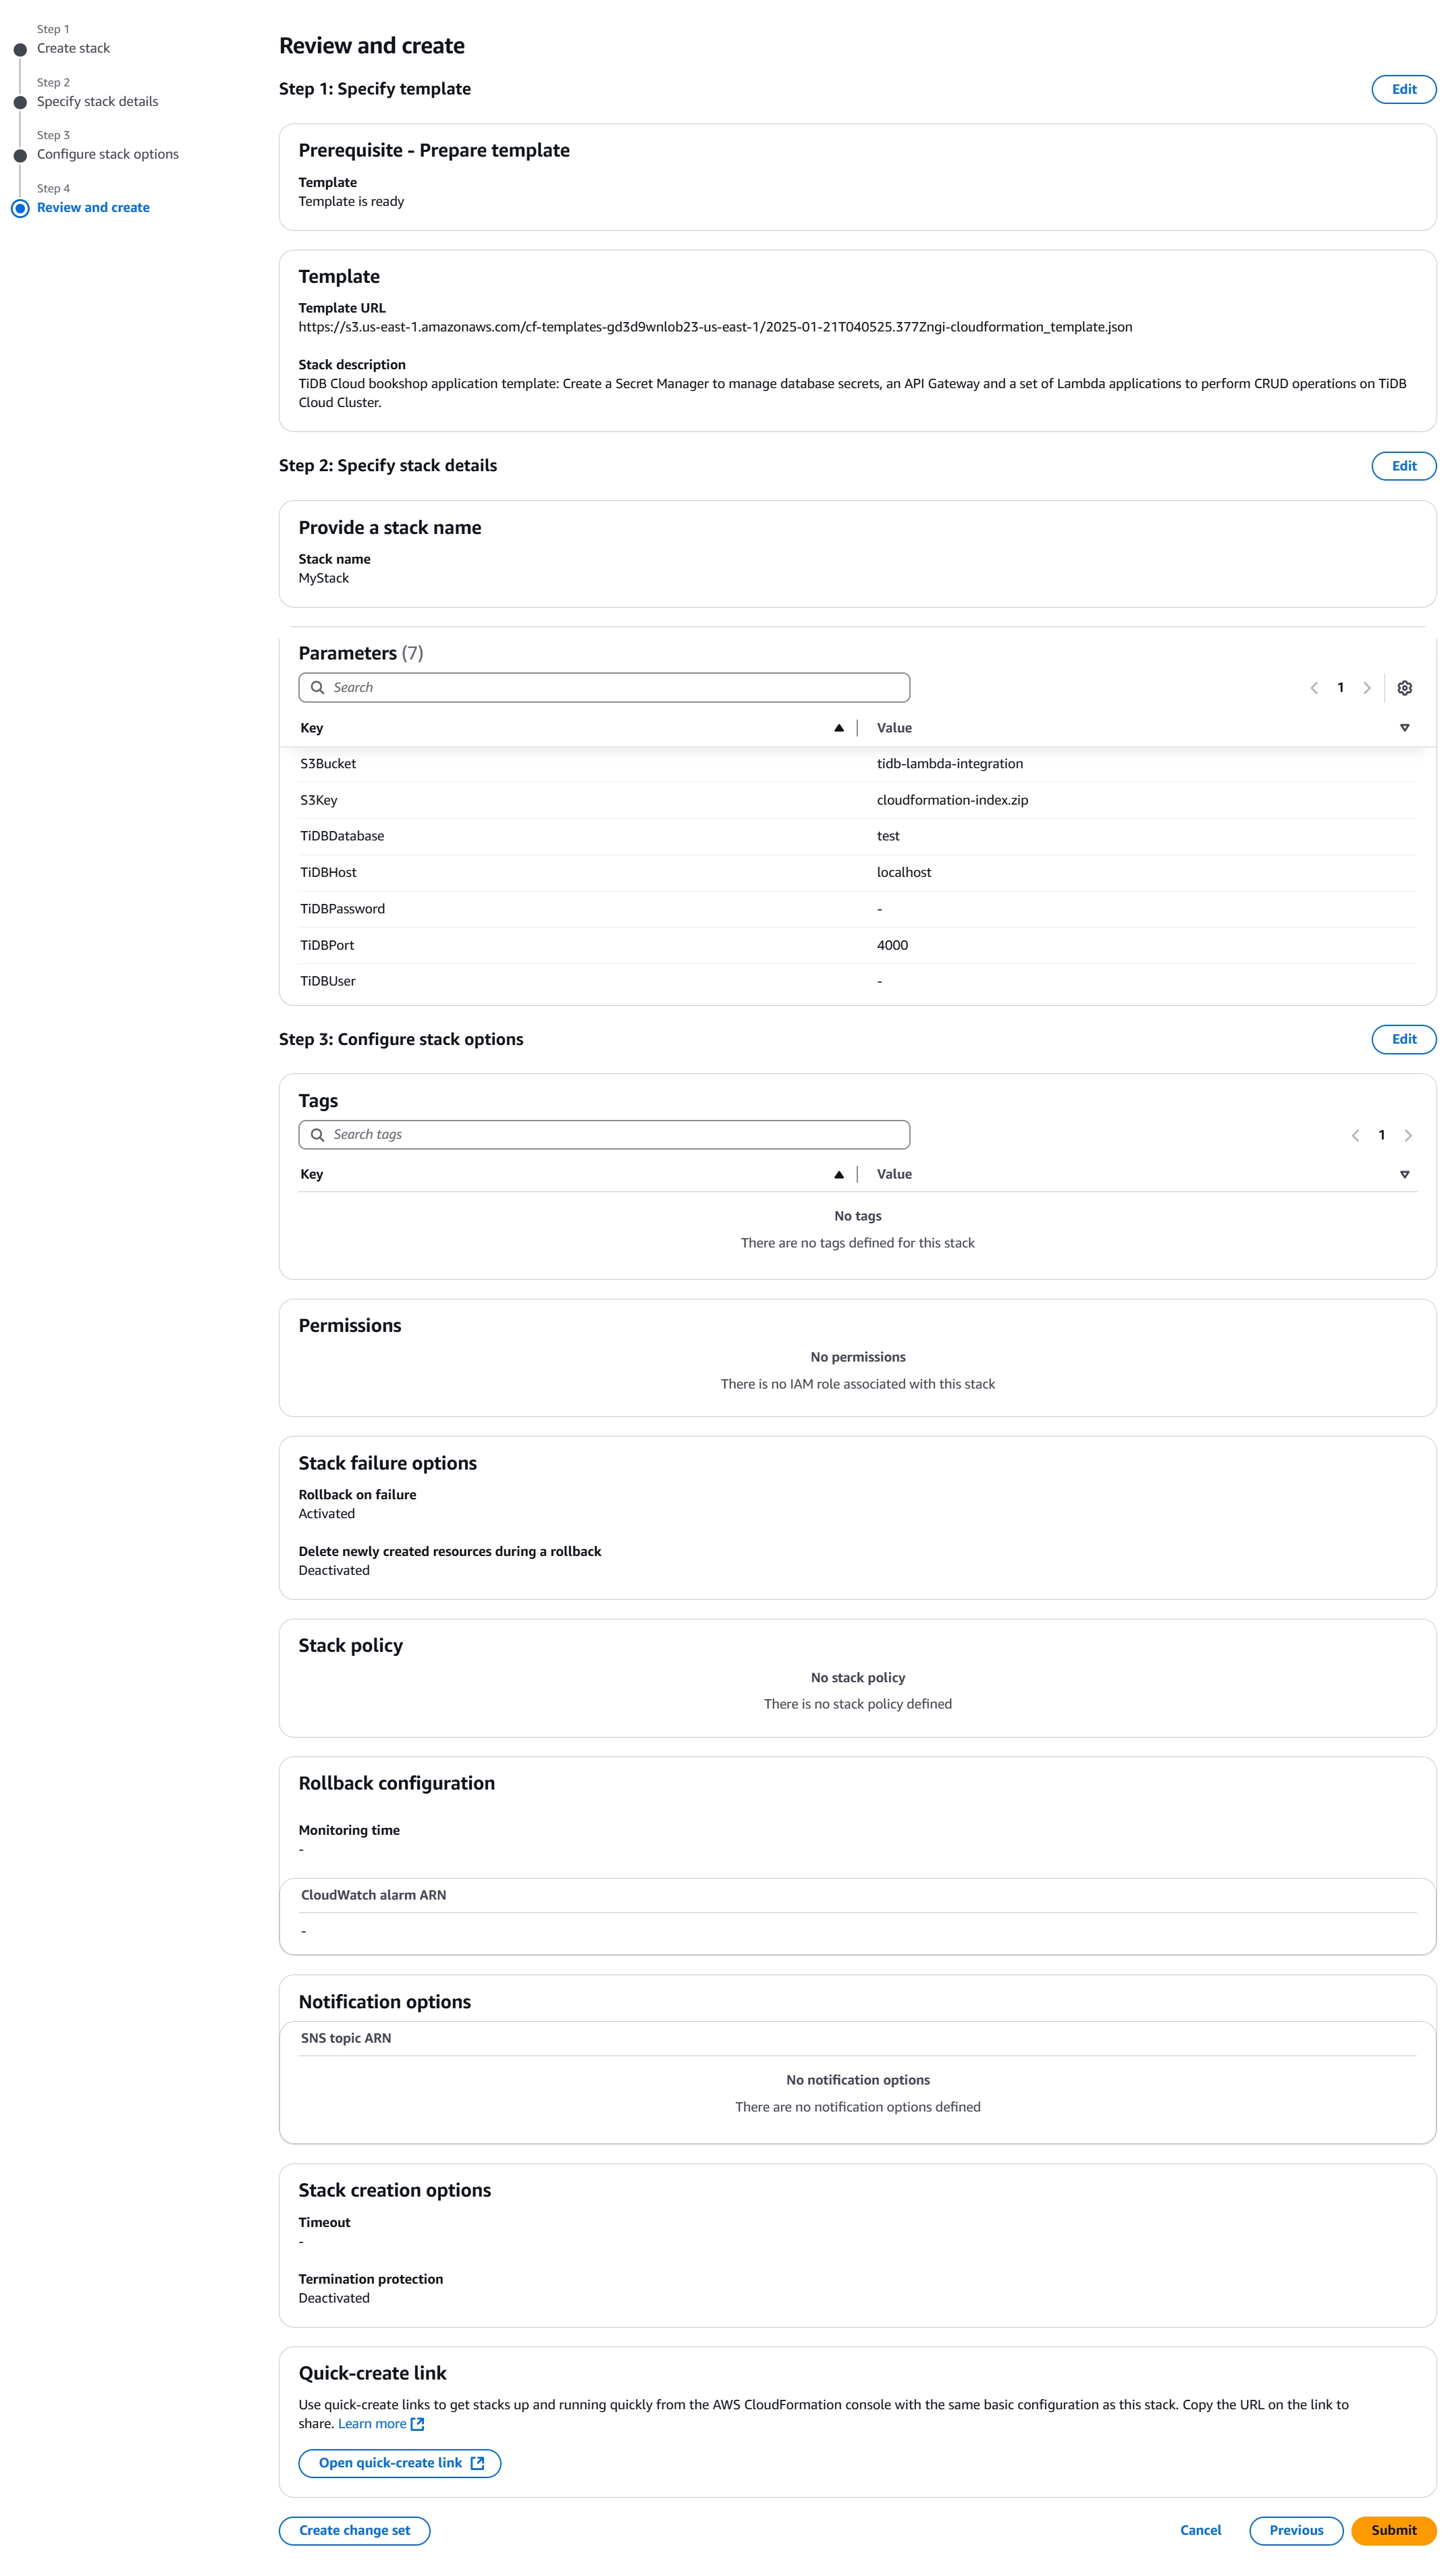 Step 1
Create stack
Step 2
Specify stack details
Step 3
Configure stack options
Step 4
Review and create
Review and create
Step 1: Specify template
Edit
Prerequisite - Prepare template
Template
Template is ready
Template
Template URL
https://s3.us-east-1.amazonaws.com/cf-templates-gd3d9wnlob23-us-east-1/2025-01-21T040525.377Zngi-cloudformation_template.json
Stack description
TiDB Cloud bookshop application template: Create a Secret Manager to manage database secrets, an API Gateway and a set of Lambda applications to perform CRUD operations on TiDB
Cloud Cluster.
Step 2: Specify stack details
Edit
Provide a stack name
Stack name
MyStack
Parameters (7)
Search
1
Key Value
S3Bucket tidb-lambda-integration
S3Key cloudformation-index.zip
TiDBDatabase test
TiDBHost localhost
TiDBPassword -
TiDBPort 4000
TiDBUser -
Step 3: Configure stack options
Edit
Tags
Search tags
1
Key Value
No tags
There are no tags defined for this stack
Permissions
No permissions
There is no IAM role associated with this stack
Stack failure options
Rollback on failure
Activated
Delete newly created resources during a rollback
Deactivated
Stack policy
No stack policy
There is no stack policy defined
Rollback configuration
Monitoring time
-
CloudWatch alarm ARN
-
Notification options
SNS topic ARN
No notification options
There are no notification options defined
Stack creation options
Timeout
-
Termination protection
Deactivated
Quick-create link
Use quick-create links to get stacks up and running quickly from the AWS CloudFormation console with the same basic configuration as this stack. Copy the URL on the link to
share. Learn more
Open quick-create link
Create change set
Cancel
Previous
Submit